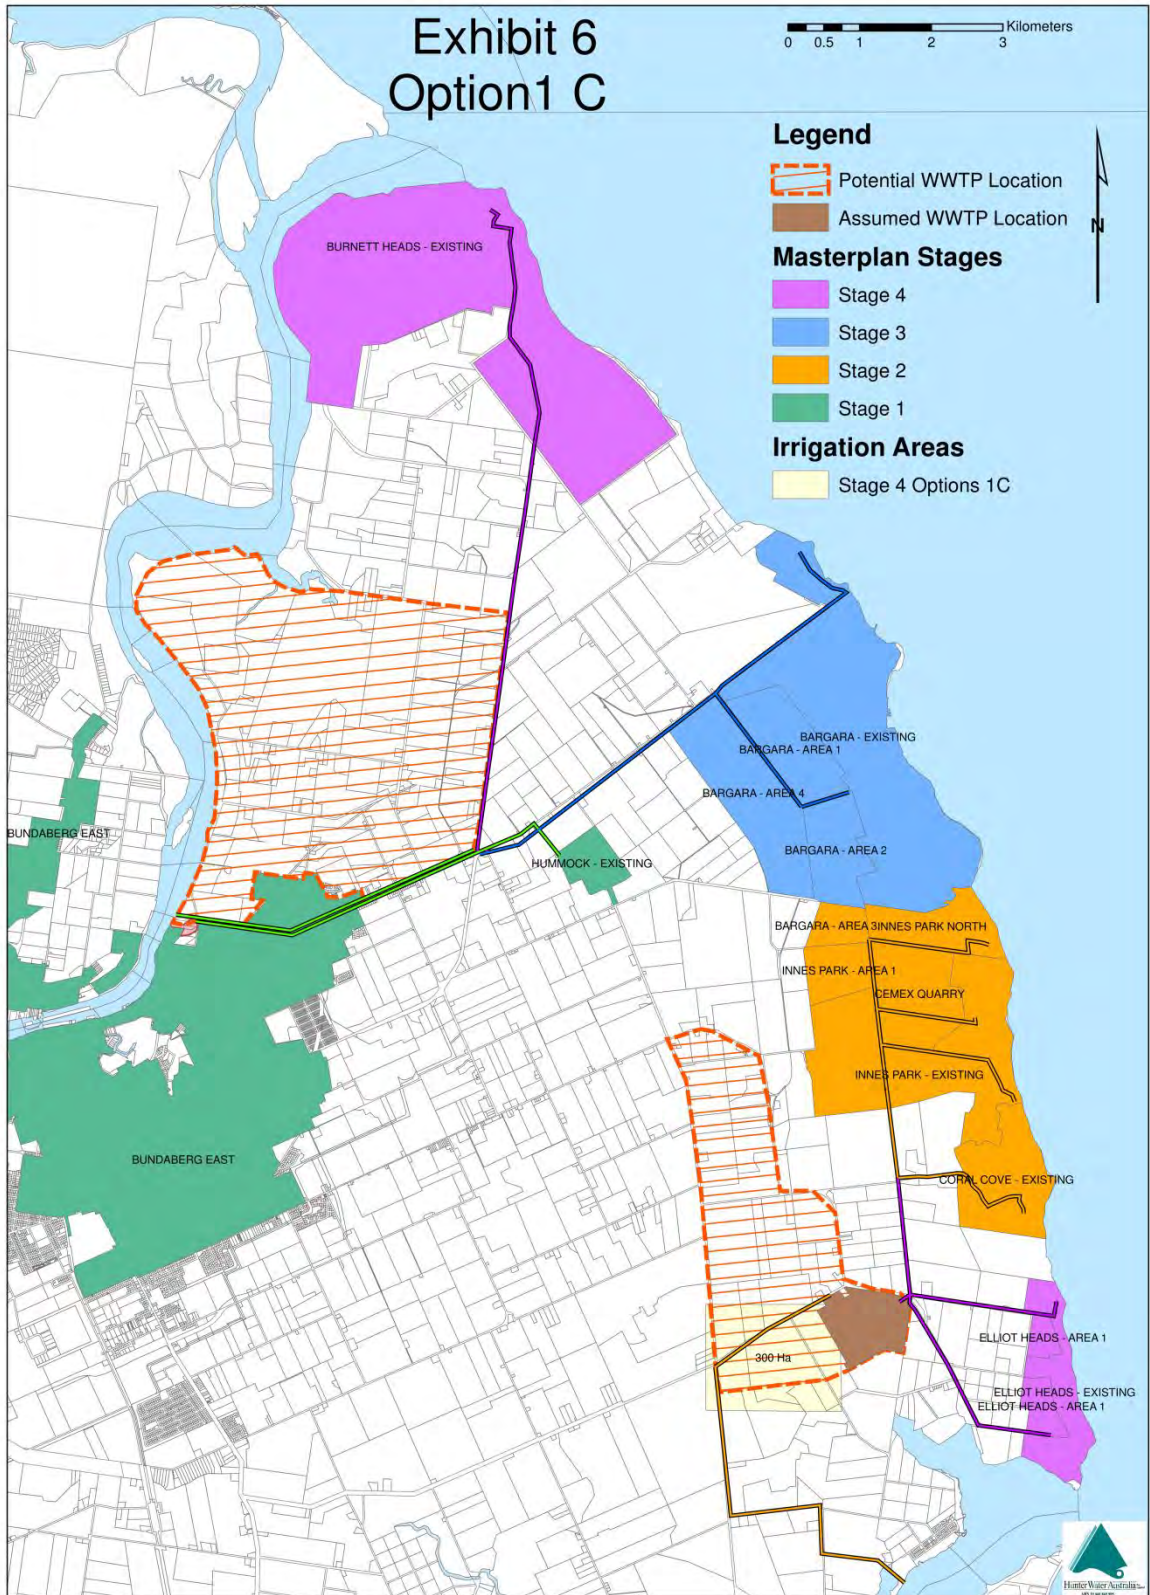 Exhibit 6
Option1 C
Kilometers
0 0.5 1 2 3
Legend
Potential WWTP Location
Assumed WWTP Location
N
Masterplan Stages
Stage 4
Stage 3
Stage 2
Stage 1
Irrigation Areas
Stage 4 Options 1C
BURNETT HEADS - EXISTING
BARGARA - EXISTING
BARGARA - AREA 1
BARGARA - AREA 4
BUNDABERG EAST
BARGARA - AREA 2
HUMMOCK - EXISTING
BARGARA - AREA 3
INNES PARK NORTH
INNES PARK - AREA 1
CEMEX QUARRY
INNES PARK - EXISTING
BUNDABERG EAST
CORAL COVE - EXISTING
ELLIOT HEADS - AREA 1
300 Ha
ELLIOT HEADS - EXISTING
ELLIOT HEADS - AREA 1
Hunter Water Australia